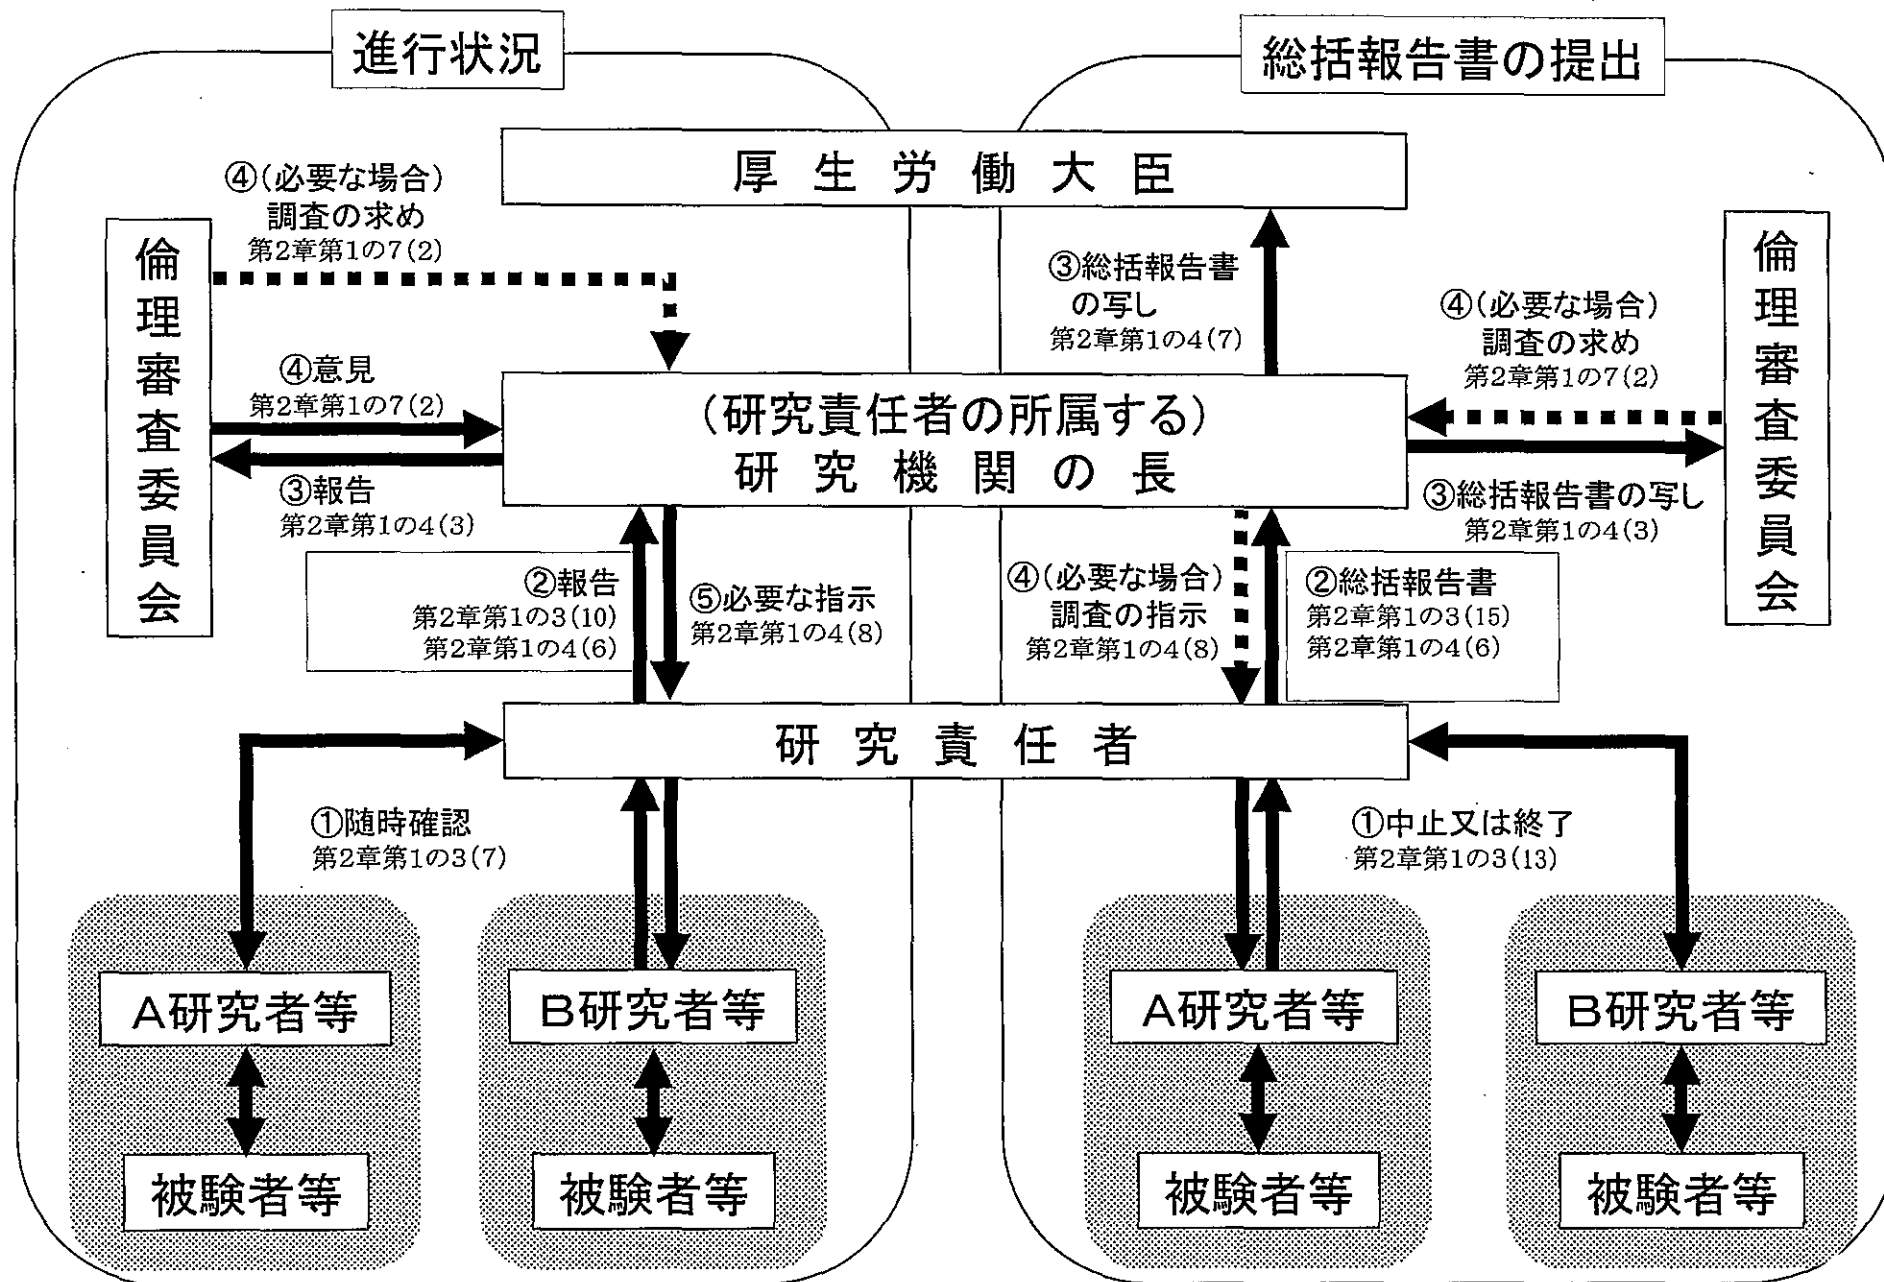 進行状況
総括報告書の提出
厚生労働大臣
④(必要な場合)
調査の求め
第2章第1の7(2)
倫理審査委員会
④意見
第2章第1の7(2)
③報告
第2章第1の4(3)
③総括報告書
の写し
第2章第1の4(7)
(研究責任者の所属する)
研究機関の長
④(必要な場合)
調査の求め
第2章第1の7(2)
倫理審査委員会
③総括報告書の写し
第2章第1の4(3)
②報告
第2章第1の3(10)
第2章第1の4(6)
⑤必要な指示
第2章第1の4(8)
④(必要な場合)
調査の指示
第2章第1の4(8)
②総括報告書
第2章第1の3(15)
第2章第1の4(6)
研究責任者
①随時確認
第2章第1の3(7)
①中止又は終了
第2章第1の3(13)
A研究者等
B研究者等
A研究者等
B研究者等
被験者等
被験者等
被験者等
被験者等